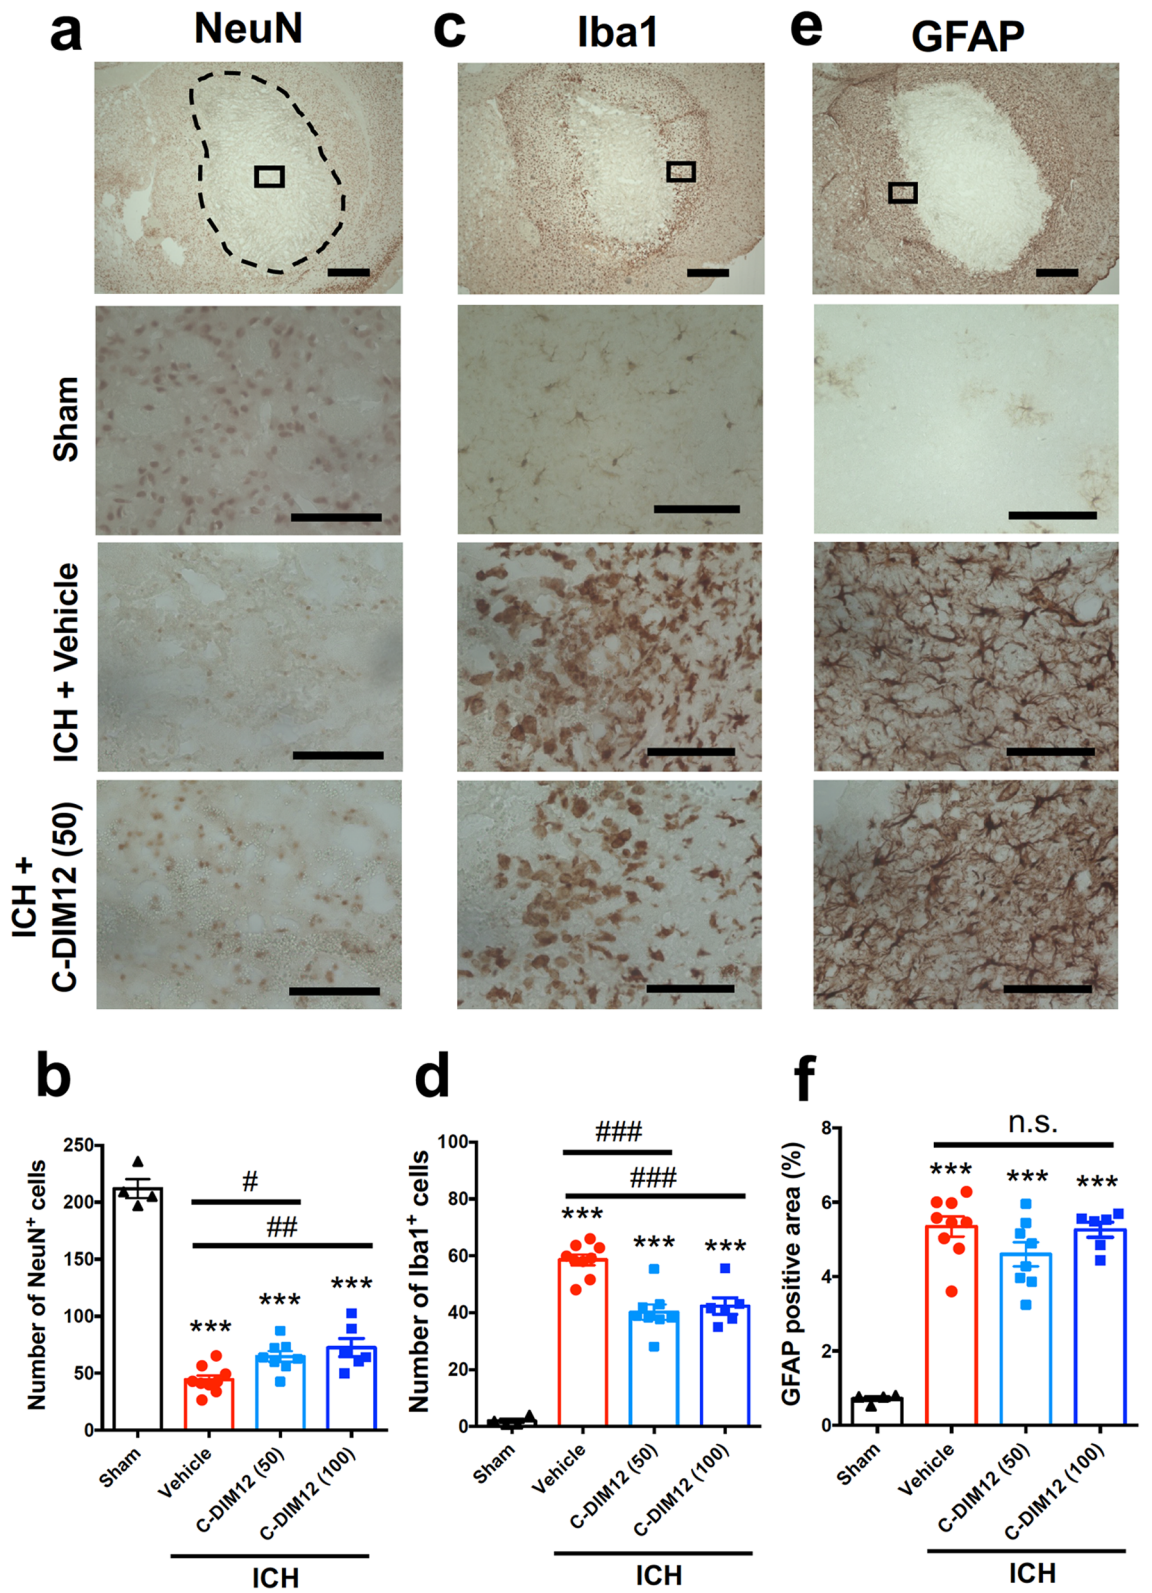 a NeuN
c Iba1
e GFAP
Sham
ICH + Vehicle
ICH +
C-DIM12 (50)
b
Number of NeuN+ cells
250
200
150
100
50
0
#
##
***
***
***
Sham
Vehicle
C-DIM12 (50)
C-DIM12 (100)
ICH
d
Number of Iba1+ cells
100
80
60
40
20
0
###
###
***
***
***
Sham
Vehicle
C-DIM12 (50)
C-DIM12 (100)
ICH
f
GFAP positive area (%)
8
6
4
2
0
n.s.
***
***
***
Sham
Vehicle
C-DIM12 (50)
C-DIM12 (100)
ICH